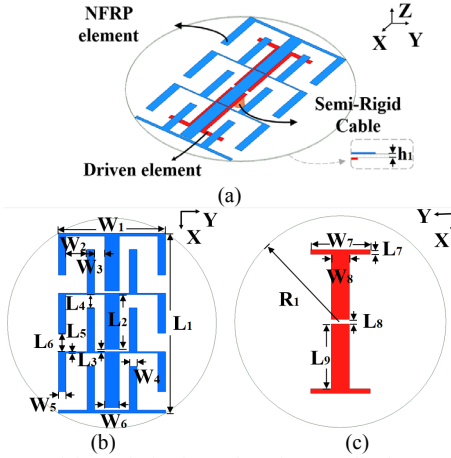 NFRP
element
Z
X
Y
Semi-Rigid
Cable
Driven element
h1
(a)
W1
Y
X
W2
W3
L4
L2
L1
L5
L6
L3
W4
W5
W6
(b)
Y
X
W7
L7
W8
R1
L8
L9
(c)